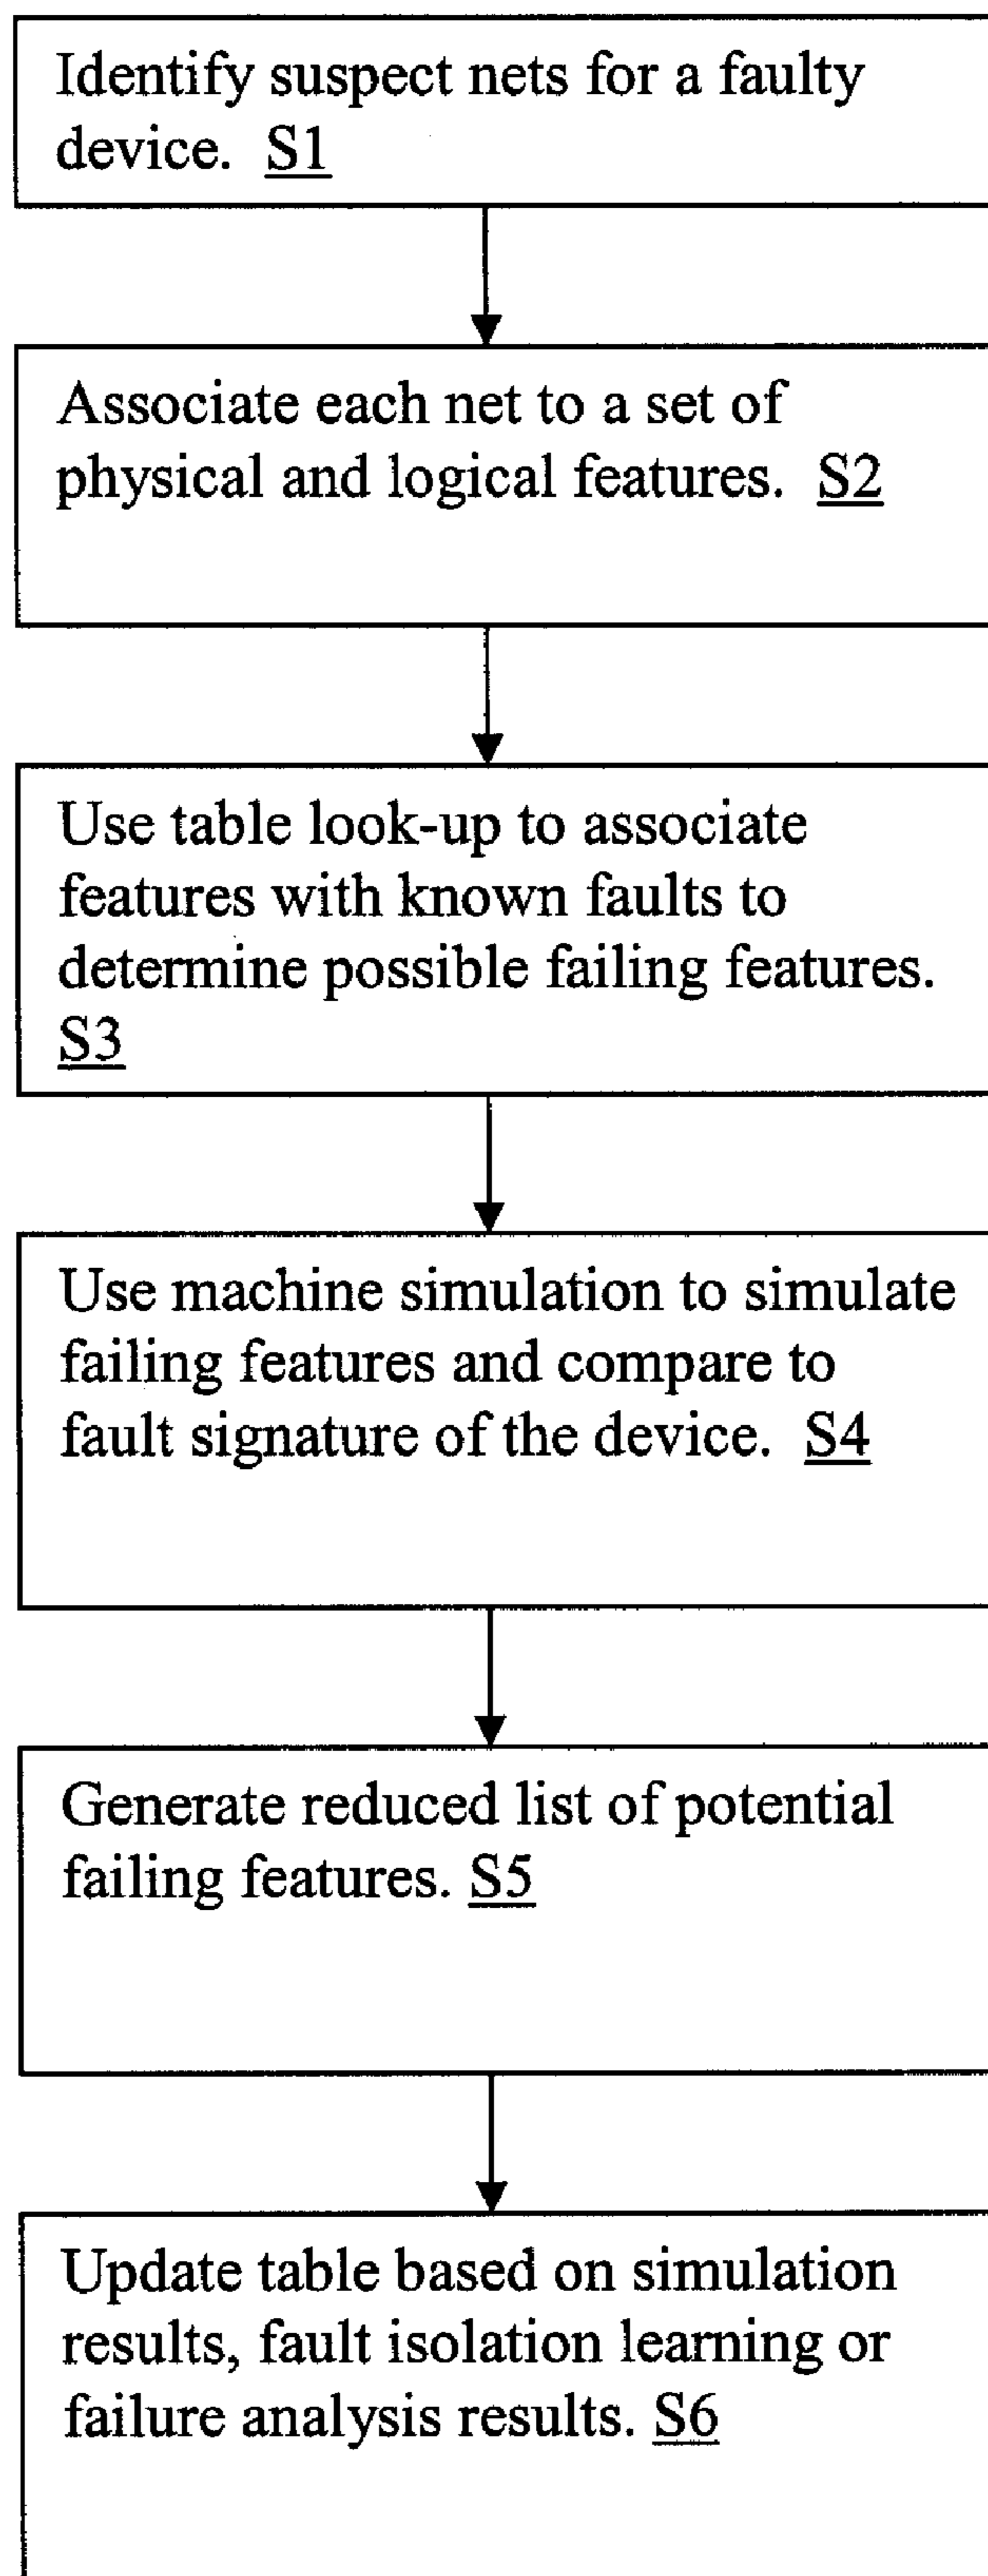 Identify suspect nets for a faulty
device. S1
Associate each net to a set of
physical and logical features. S2
Use table look-up to associate
features with known faults to
determine possible failing features.
S3
Use machine simulation to simulate
failing features and compare to
fault signature of the device. S4
Generate reduced list of potential
failing features. S5
Update table based on simulation
results, fault isolation learning or
failure analysis results. S6